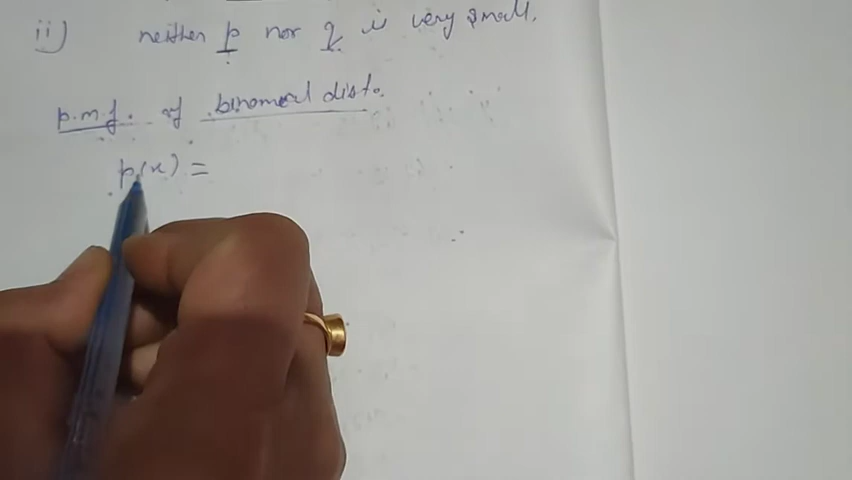 ii) neither p nor q is very small.
p.m.f. of binomial distn.
p(x) =